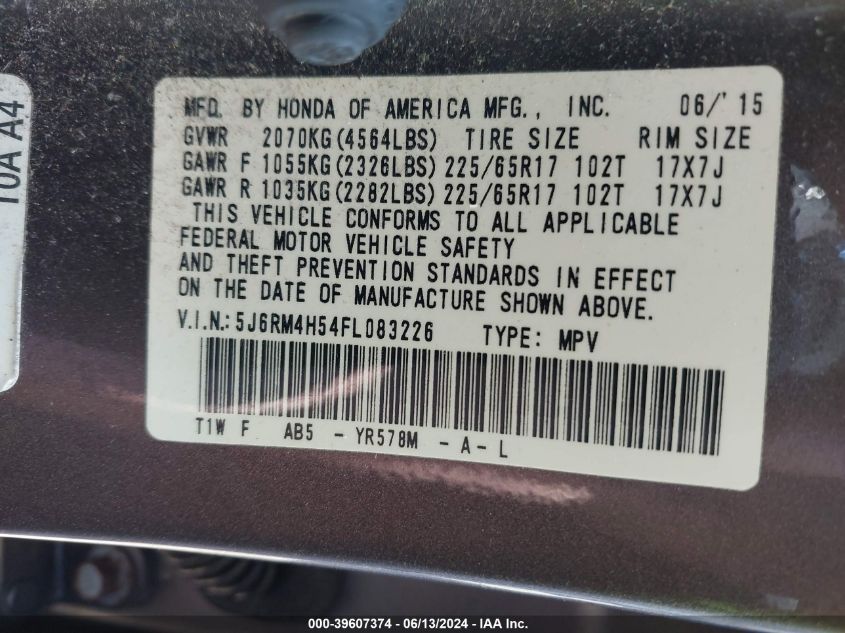 10A A4
MFD. BY HONDA OF AMERICA MFG., INC. 06/'15
GVWR 2070KG(4564LBS) TIRE SIZE RIM SIZE
GAWR F 1055KG(2326LBS) 225/65R17 102T 17X7J
GAWR R 1035KG(2282LBS) 225/65R17 102T 17X7J
THIS VEHICLE CONFORMS TO ALL APPLICABLE
FEDERAL MOTOR VEHICLE SAFETY
AND THEFT PREVENTION STANDARDS IN EFFECT
ON THE DATE OF MANUFACTURE SHOWN ABOVE.
V.I.N.:5J6RM4H54FL083226 TYPE: MPV
T1W F AB5 - YR578M - A - L
000-39607374 - 06/13/2024 - IAA Inc.